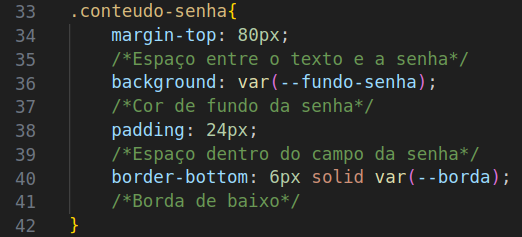 33 .conteudo-senha{
34 margin-top: 80px;
35 /*Espaço entre o texto e a senha*/
36 background: var(--fundo-senha);
37 /*Cor de fundo da senha*/
38 padding: 24px;
39 /*Espaço dentro do campo da senha*/
40 border-bottom: 6px solid var(--borda);
41 /*Borda de baixo*/
42 }